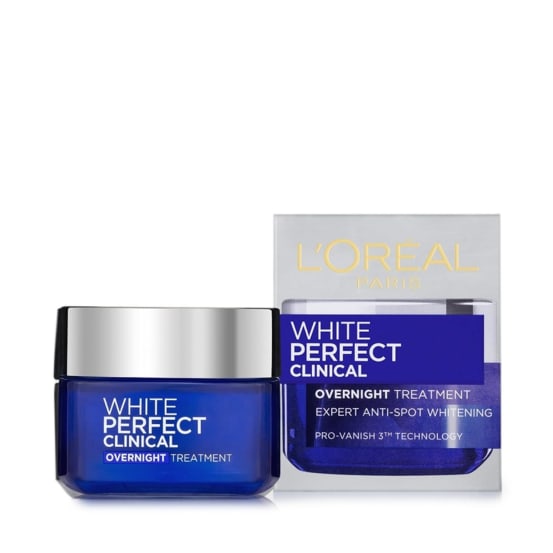 L'ORÉAL
PARIS
WHITE
PERFECT
CLINICAL
OVERNIGHT TREATMENT
EXPERT ANTI-SPOT WHITENING
PRO-VANISH 3™ TECHNOLOGY
WHITE
PERFECT
CLINICAL
OVERNIGHT TREATMENT